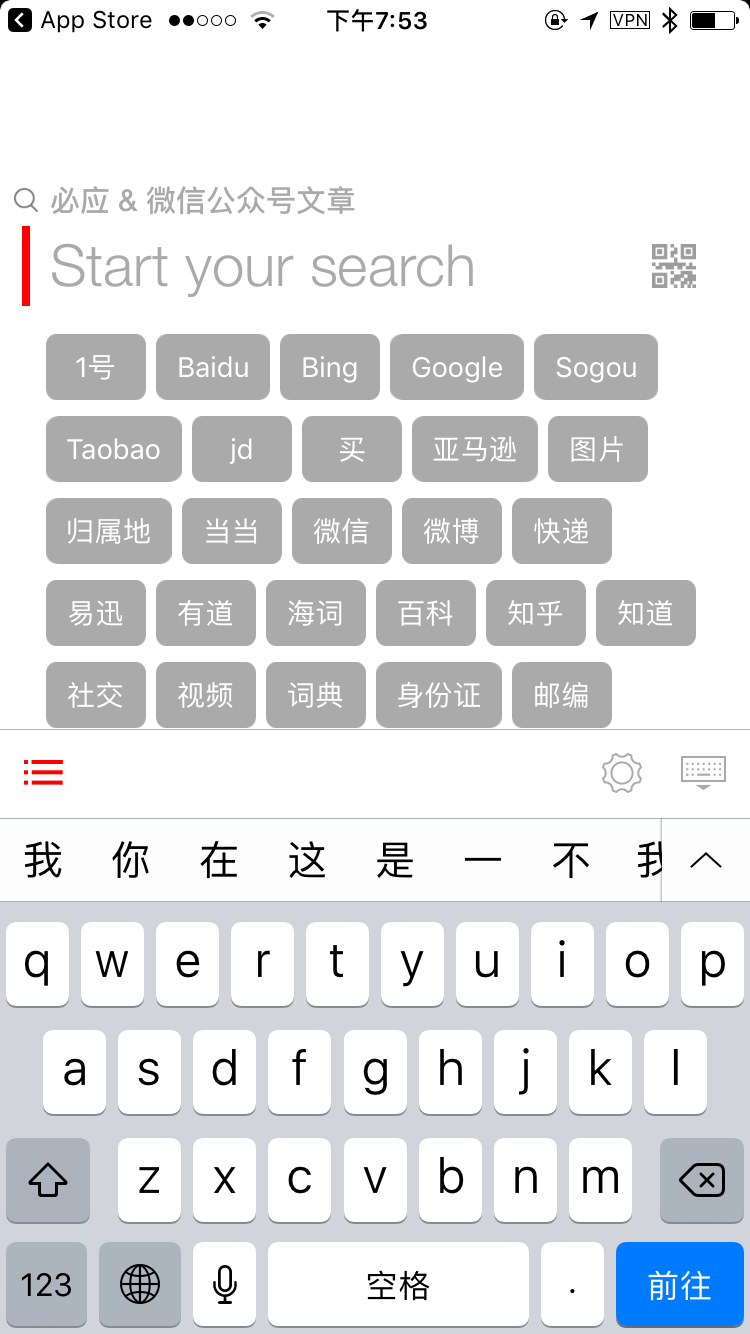 App Store 下午7:53 VPN
必应 & 微信公众号文章
Start your search
1号 Baidu Bing Google Sogou
Taobao jd 买 亚马逊 图片
归属地 当当 微信 微博 快递
易迅 有道 海词 百科 知乎 知道
社交 视频 词典 身份证 邮编
我 你 在 这 是 一 不 我
q w e r t y u i o p
a s d f g h j k l
z x c v b n m
123 空格 . 前往